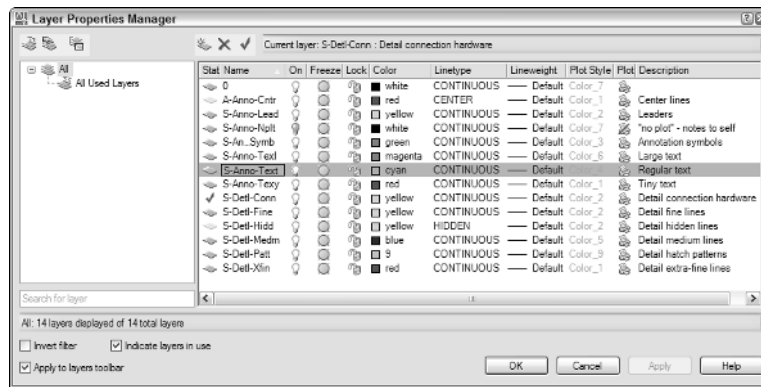 Layer Properties Manager
Current layer: S-Detl-Conn : Detail connection hardware
All
All Used Layers
Stat Name On Freeze Lock Color Linetype Lineweight Plot Style Plot Description
0 white CONTINUOUS Default Color_7
A-Anno-Cntr red CENTER Default Color_1 Center lines
S-Anno-Lead yellow CONTINUOUS Default Color_2 Leaders
S-Anno-Nplt white CONTINUOUS Default Color_7 "no plot" - notes to self
S-An...Symb green CONTINUOUS Default Color_3 Annotation symbols
S-Anno-Texl magenta CONTINUOUS Default Color_6 Large text
S-Anno-Text cyan CONTINUOUS Default Regular text
S-Anno-Texy red CONTINUOUS Default Color_1 Tiny text
S-Detl-Conn yellow CONTINUOUS Default Color_2 Detail connection hardware
S-Detl-Fine yellow CONTINUOUS Default Color_2 Detail fine lines
S-Detl-Hidd yellow HIDDEN Default Color_2 Detail hidden lines
S-Detl-Medm blue CONTINUOUS Default Color_5 Detail medium lines
S-Detl-Patt 9 CONTINUOUS Default Color_9 Detail hatch patterns
S-Detl-Xfin red CONTINUOUS Default Color_1 Detail extra-fine lines
Search for layer
All: 14 layers displayed of 14 total layers
Invert filter Indicate layers in use
Apply to layers toolbar
OK Cancel Apply Help